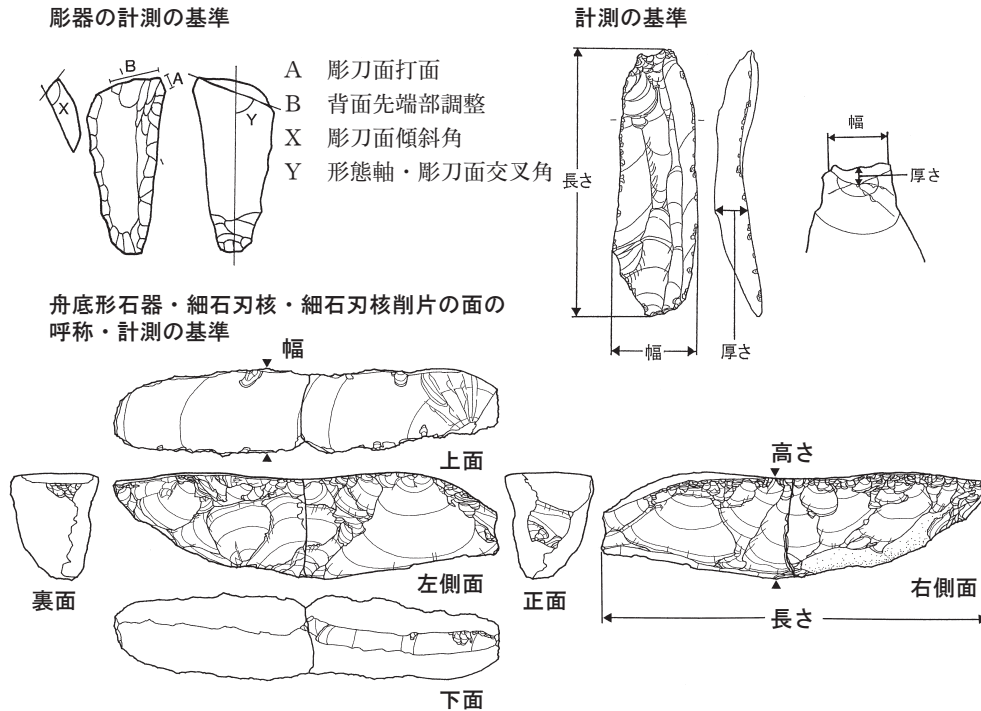 彫器の計測の基準
B
A
X
Y
A 彫刀面打面
B 背面先端部調整
X 彫刀面傾斜角
Y 形態軸・彫刀面交叉角
計測の基準
長さ
幅
厚さ
幅
厚さ
舟底形石器・細石刃核・細石刃核削片の面の
呼称・計測の基準
幅
上面
裏面
左側面
正面
高さ
右側面
長さ
下面